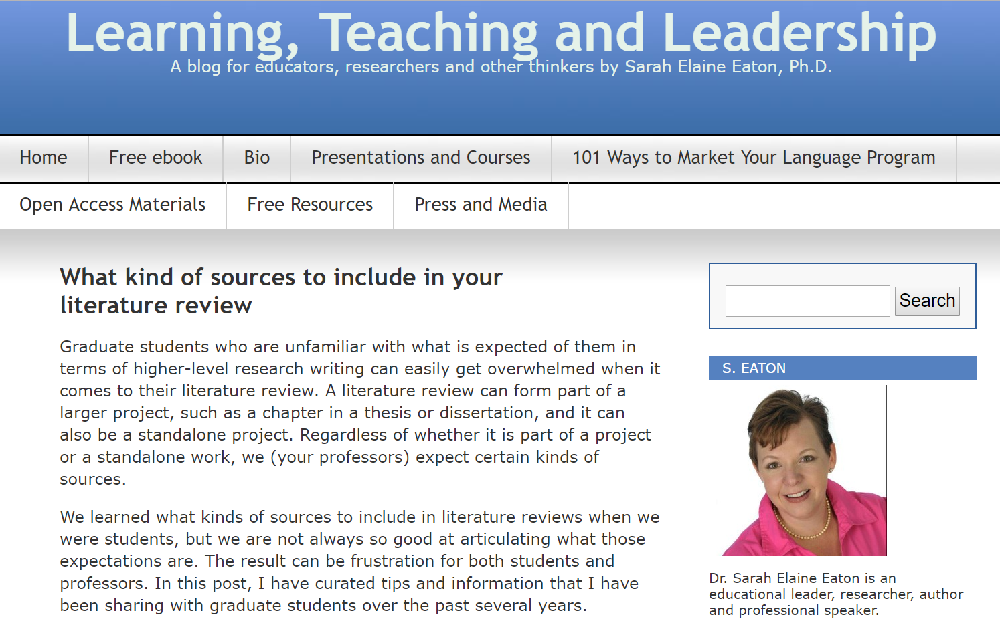 Learning, Teaching and Leadership
A blog for educators, researchers and other thinkers by Sarah Elaine Eaton, Ph.D.
Home
Free ebook
Bio
Presentations and Courses
101 Ways to Market Your Language Program
Open Access Materials
Free Resources
Press and Media
What kind of sources to include in your
literature review
Graduate students who are unfamiliar with what is expected of them in
terms of higher-level research writing can easily get overwhelmed when it
comes to their literature review. A literature review can form part of a
larger project, such as a chapter in a thesis or dissertation, and it can
also be a standalone project. Regardless of whether it is part of a project
or a standalone work, we (your professors) expect certain kinds of
sources.
We learned what kinds of sources to include in literature reviews when we
were students, but we are not always so good at articulating what those
expectations are. The result can be frustration for both students and
professors. In this post, I have curated tips and information that I have
been sharing with graduate students over the past several years.
Search
S. EATON
Dr. Sarah Elaine Eaton is an
educational leader, researcher, author
and professional speaker.